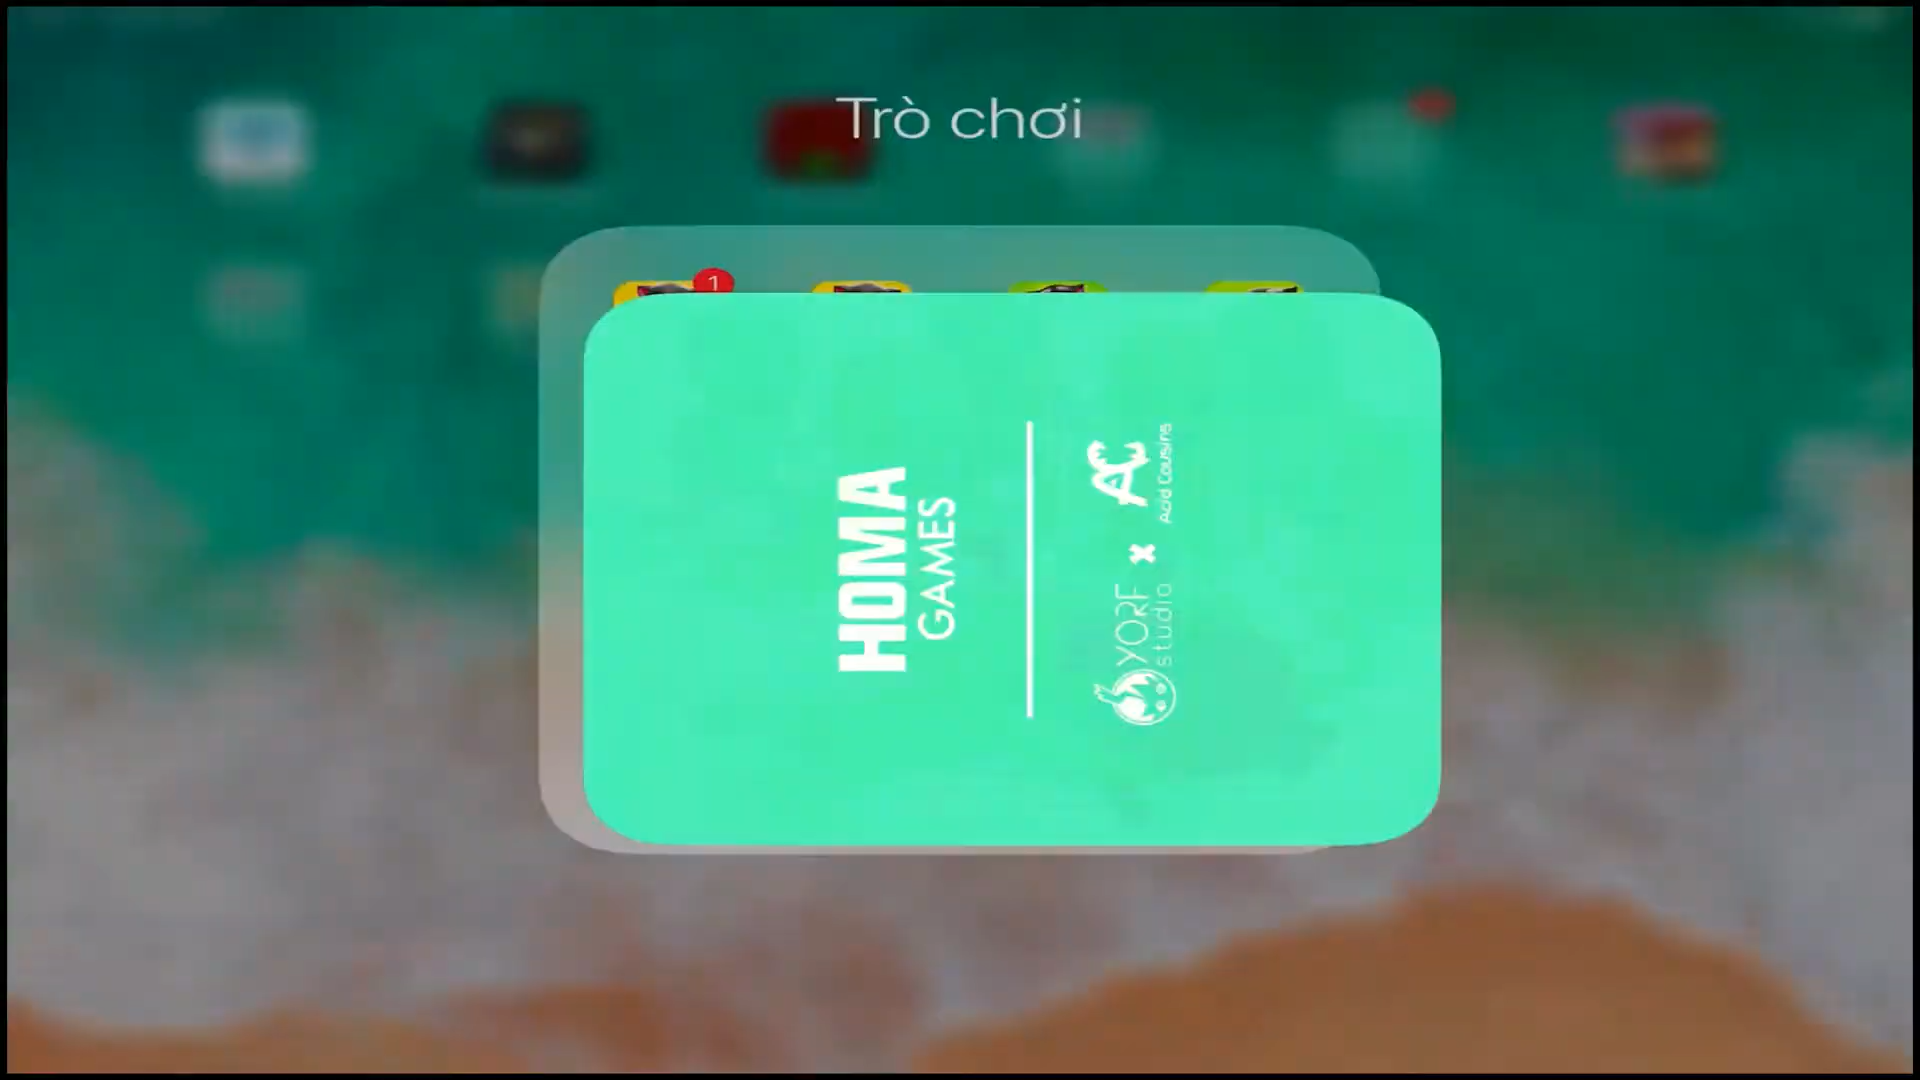 Trò chơi
1
HOMA
GAMES
YORF
studio
x
AC
Acid Cousins